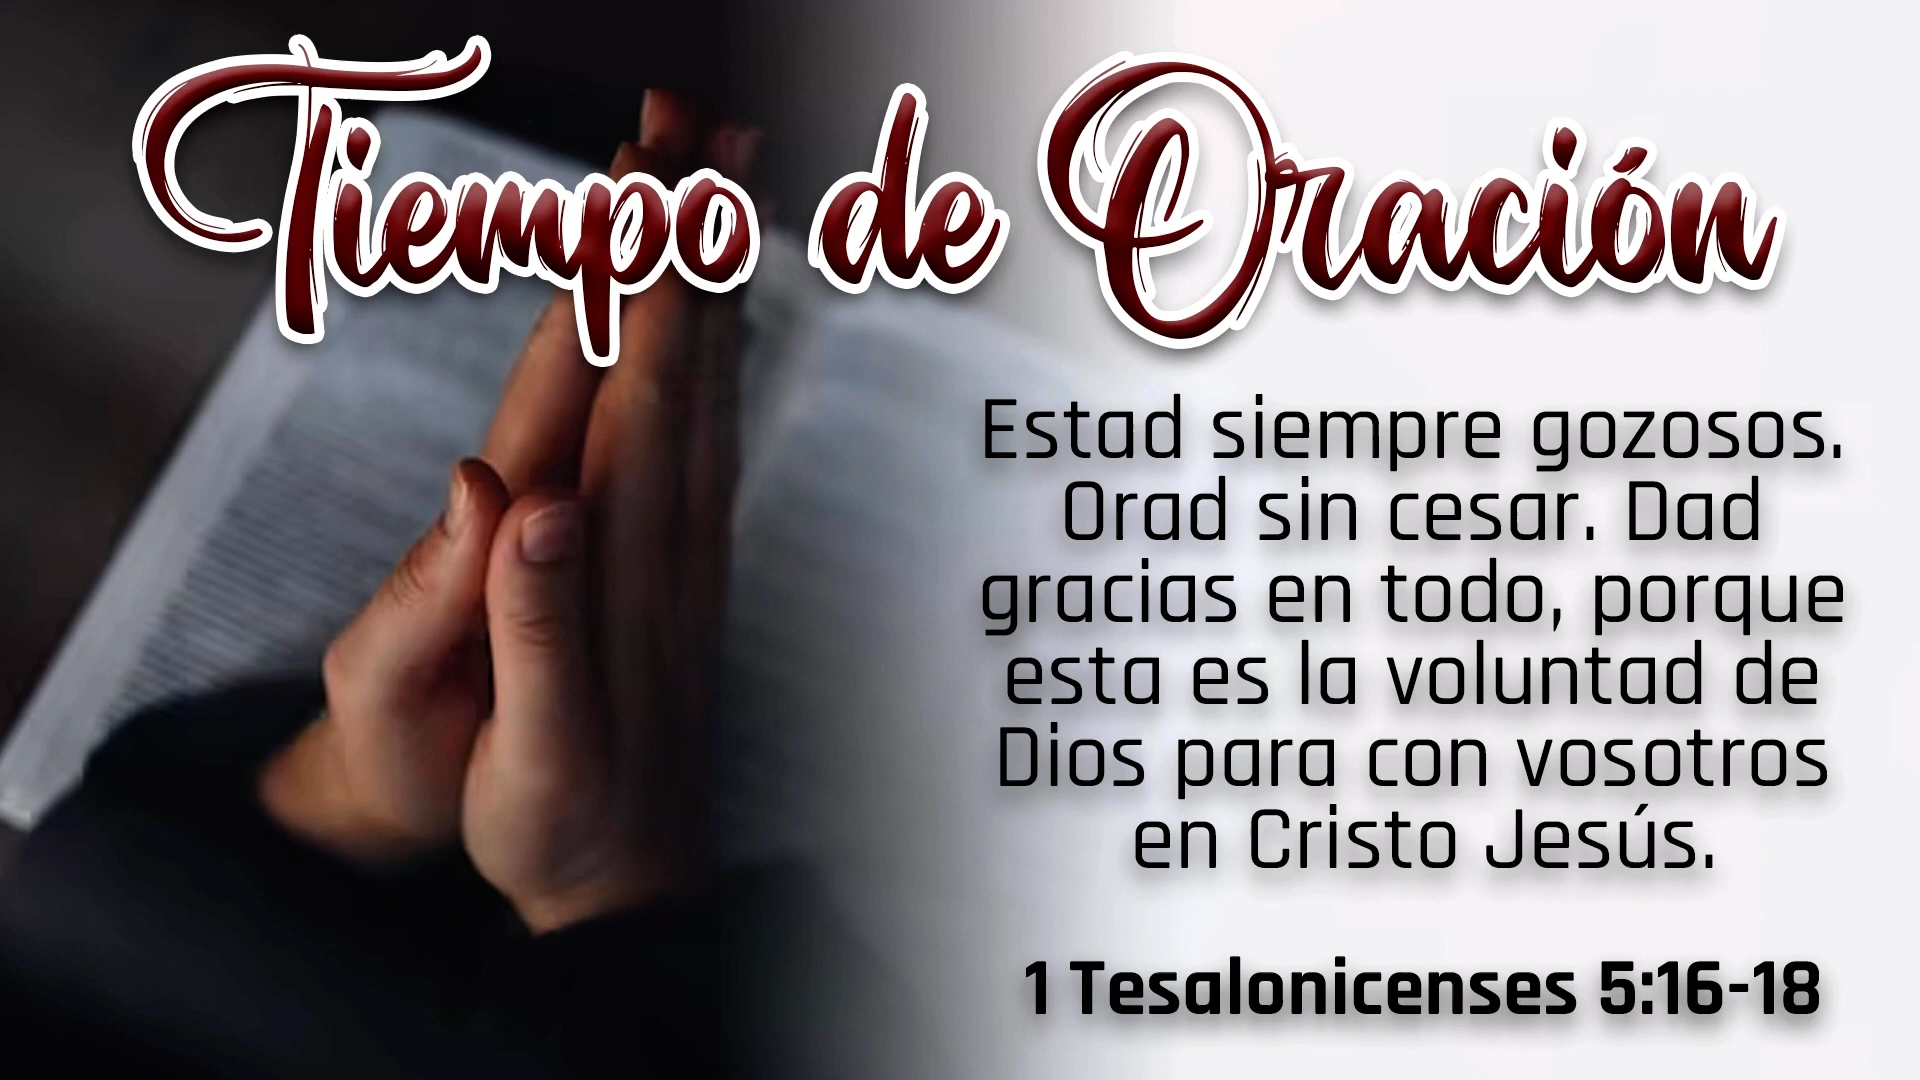 Tiempo de Oración
Estad siempre gozosos.
Orad sin cesar. Dad
gracias en todo, porque
esta es la voluntad de
Dios para con vosotros
en Cristo Jesús.
1 Tesalonicenses 5:16-18